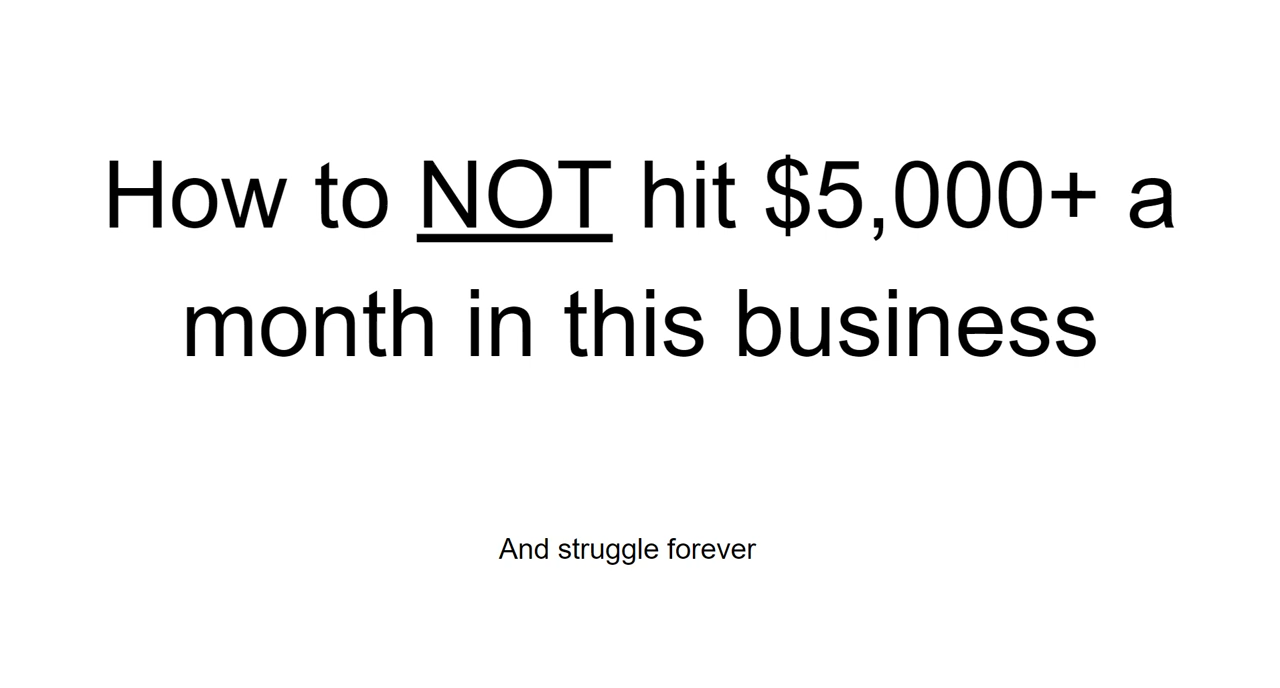 How to NOT hit $5,000+ a
month in this business
And struggle forever